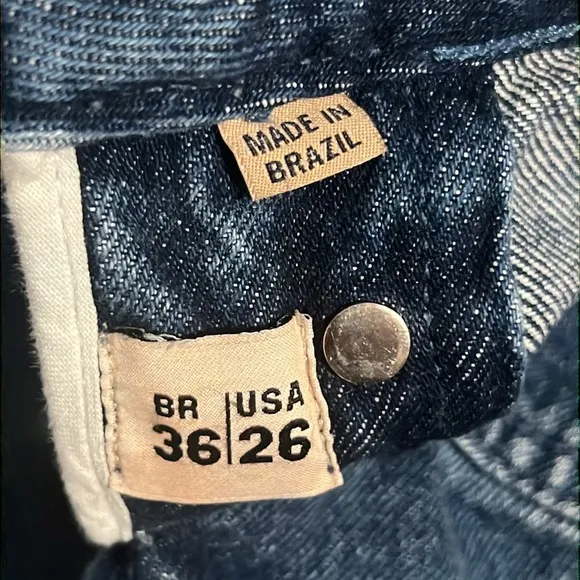 MADE IN
BRAZIL
BR | USA
36 | 26